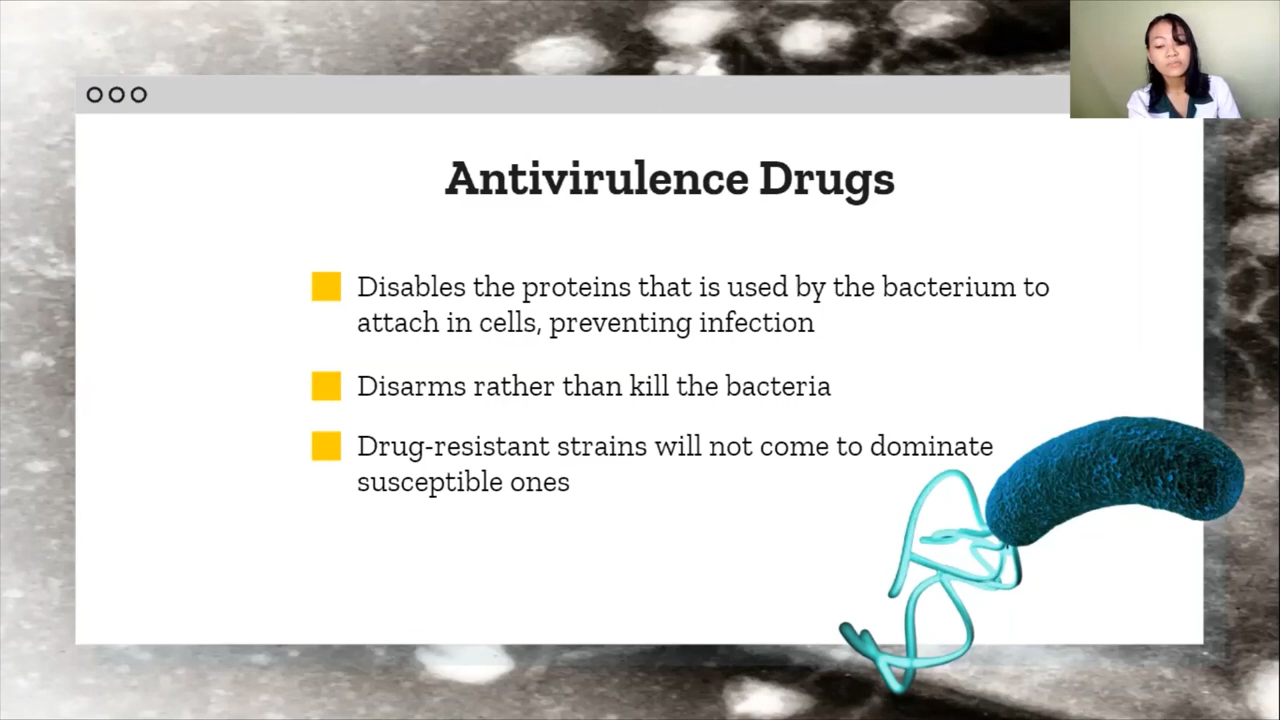 Antivirulence Drugs
Disables the proteins that is used by the bacterium to
attach in cells, preventing infection
Disarms rather than kill the bacteria
Drug-resistant strains will not come to dominate
susceptible ones